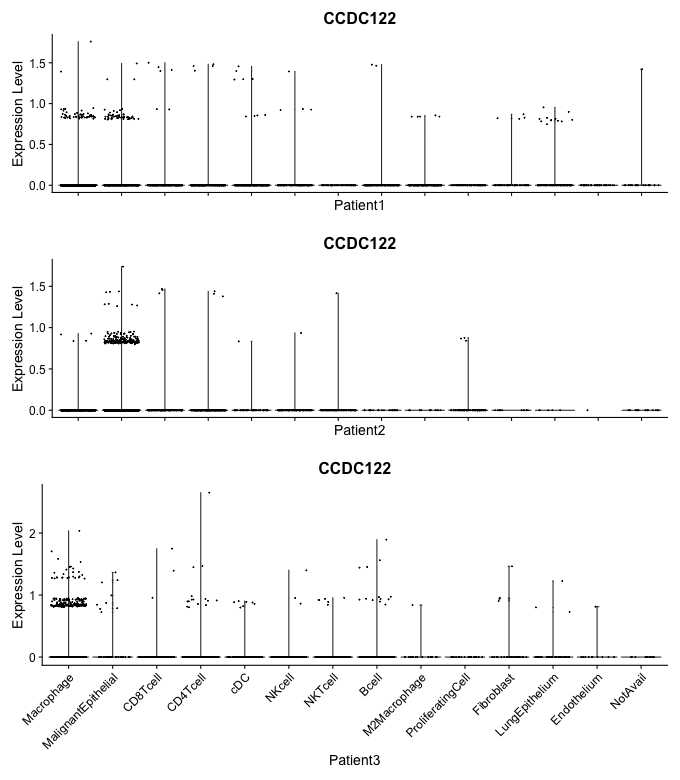 CCDC122
Expression Level
1.5
1.0
0.5
0.0
Patient1
CCDC122
Expression Level
1.5
1.0
0.5
0.0
Patient2
CCDC122
Expression Level
2
1
0
Macrophage
MalignantEpithelial
CD8Tcell
CD4Tcell
cDC
NKcell
NKTcell
Bcell
M2Macrophage
ProliferatingCell
Fibroblast
LungEpithelium
Endothelium
NotAvail
Patient3